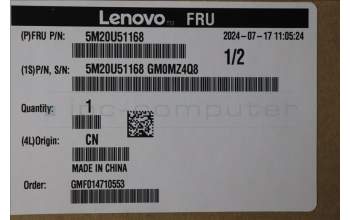 Lenovo™ FRU
(P)FRU P/N: 5M20U51168 2024-07-17 11:05:24
1/2
(1S)P/N, S/N: 5M20U51168 GM0MZ4Q8
Quantity: 1
(4L)Origin: CN
MADE IN CHINA
Order: GMF014710553